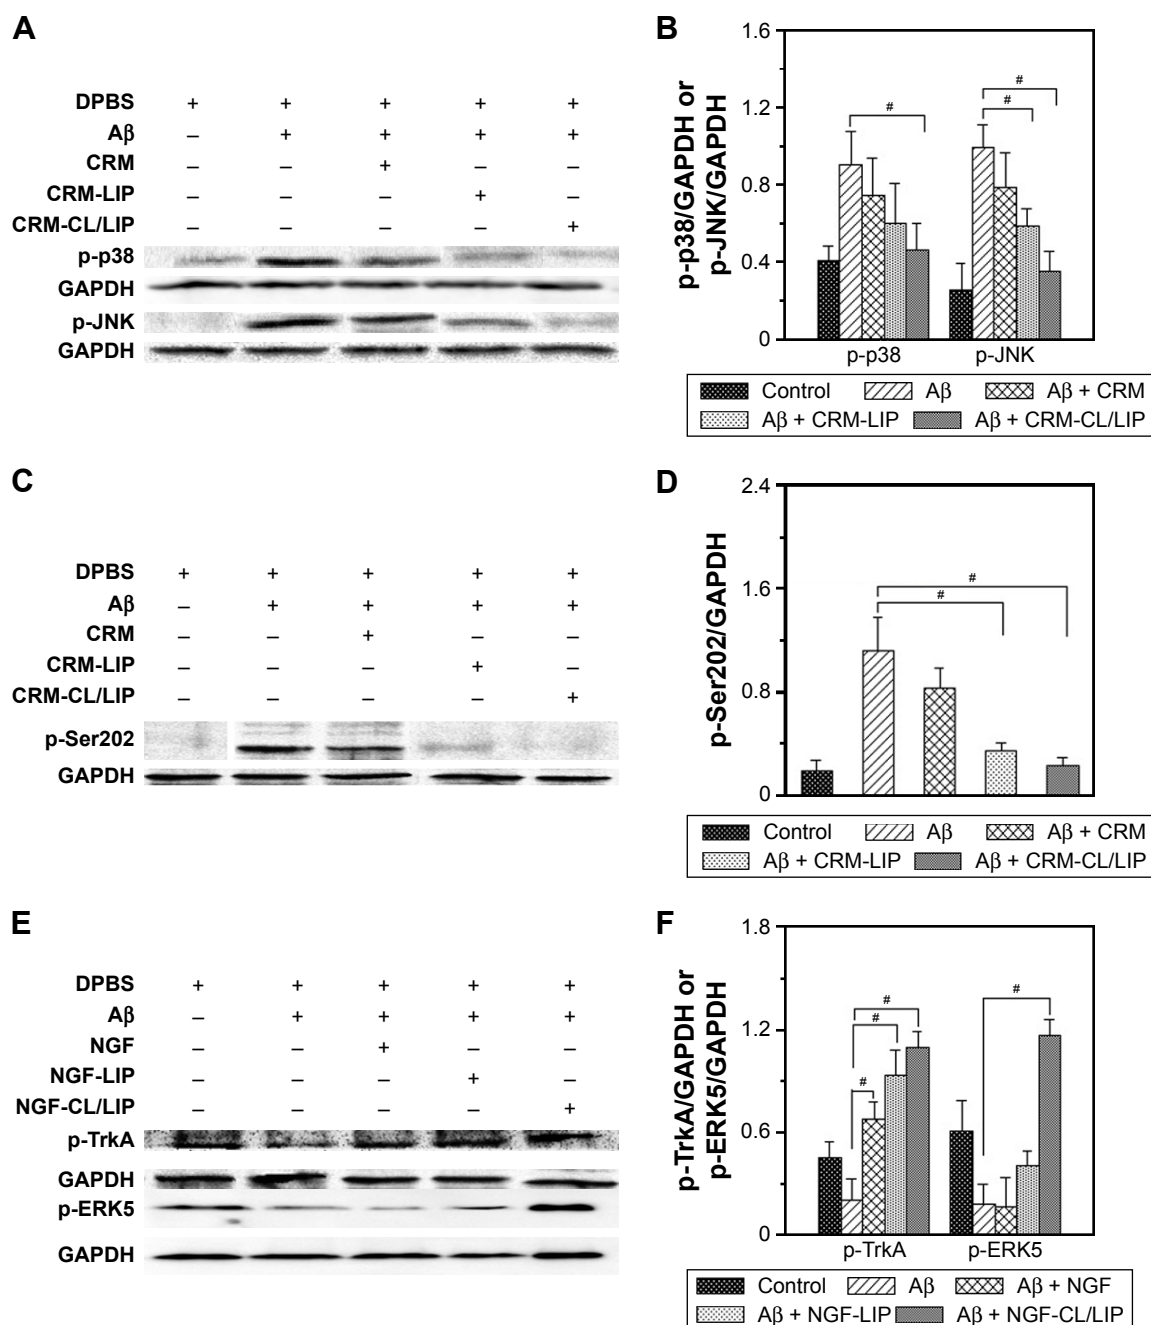 A
DPBS + + + + +
Aβ – + + + +
CRM – – + – –
CRM-LIP – – – + –
CRM-CL/LIP – – – – +
p-p38
GAPDH
p-JNK
GAPDH
B
p-p38/GAPDH or
p-JNK/GAPDH
1.6
1.2
0.8
0.4
0
#
#
#
p-p38 p-JNK
Control Aβ Aβ + CRM
Aβ + CRM-LIP Aβ + CRM-CL/LIP
C
DPBS + + + + +
Aβ – + + + +
CRM – – + – –
CRM-LIP – – – + –
CRM-CL/LIP – – – – +
p-Ser202
GAPDH
D
p-Ser202/GAPDH
2.4
1.6
0.8
0
#
#
Control Aβ Aβ + CRM
Aβ + CRM-LIP Aβ + CRM-CL/LIP
E
DPBS + + + + +
Aβ – + + + +
NGF – – + – –
NGF-LIP – – – + –
NGF-CL/LIP – – – – +
p-TrkA
GAPDH
p-ERK5
GAPDH
F
p-TrkA/GAPDH or
p-ERK5/GAPDH
1.8
1.2
0.6
0
#
#
#
#
p-TrkA p-ERK5
Control Aβ Aβ + NGF
Aβ + NGF-LIP Aβ + NGF-CL/LIP